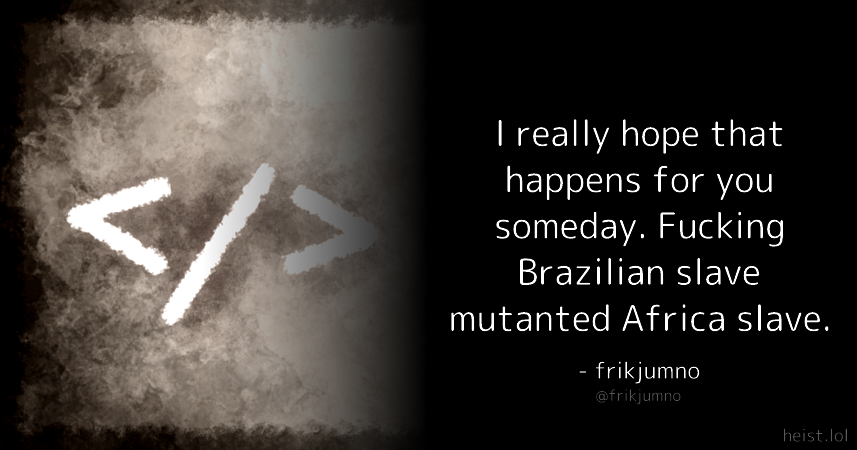 </>
I really hope that
happens for you
someday. Fucking
Brazilian slave
mutanted Africa slave.
- frikjumno
@frikjumno
heist.lol